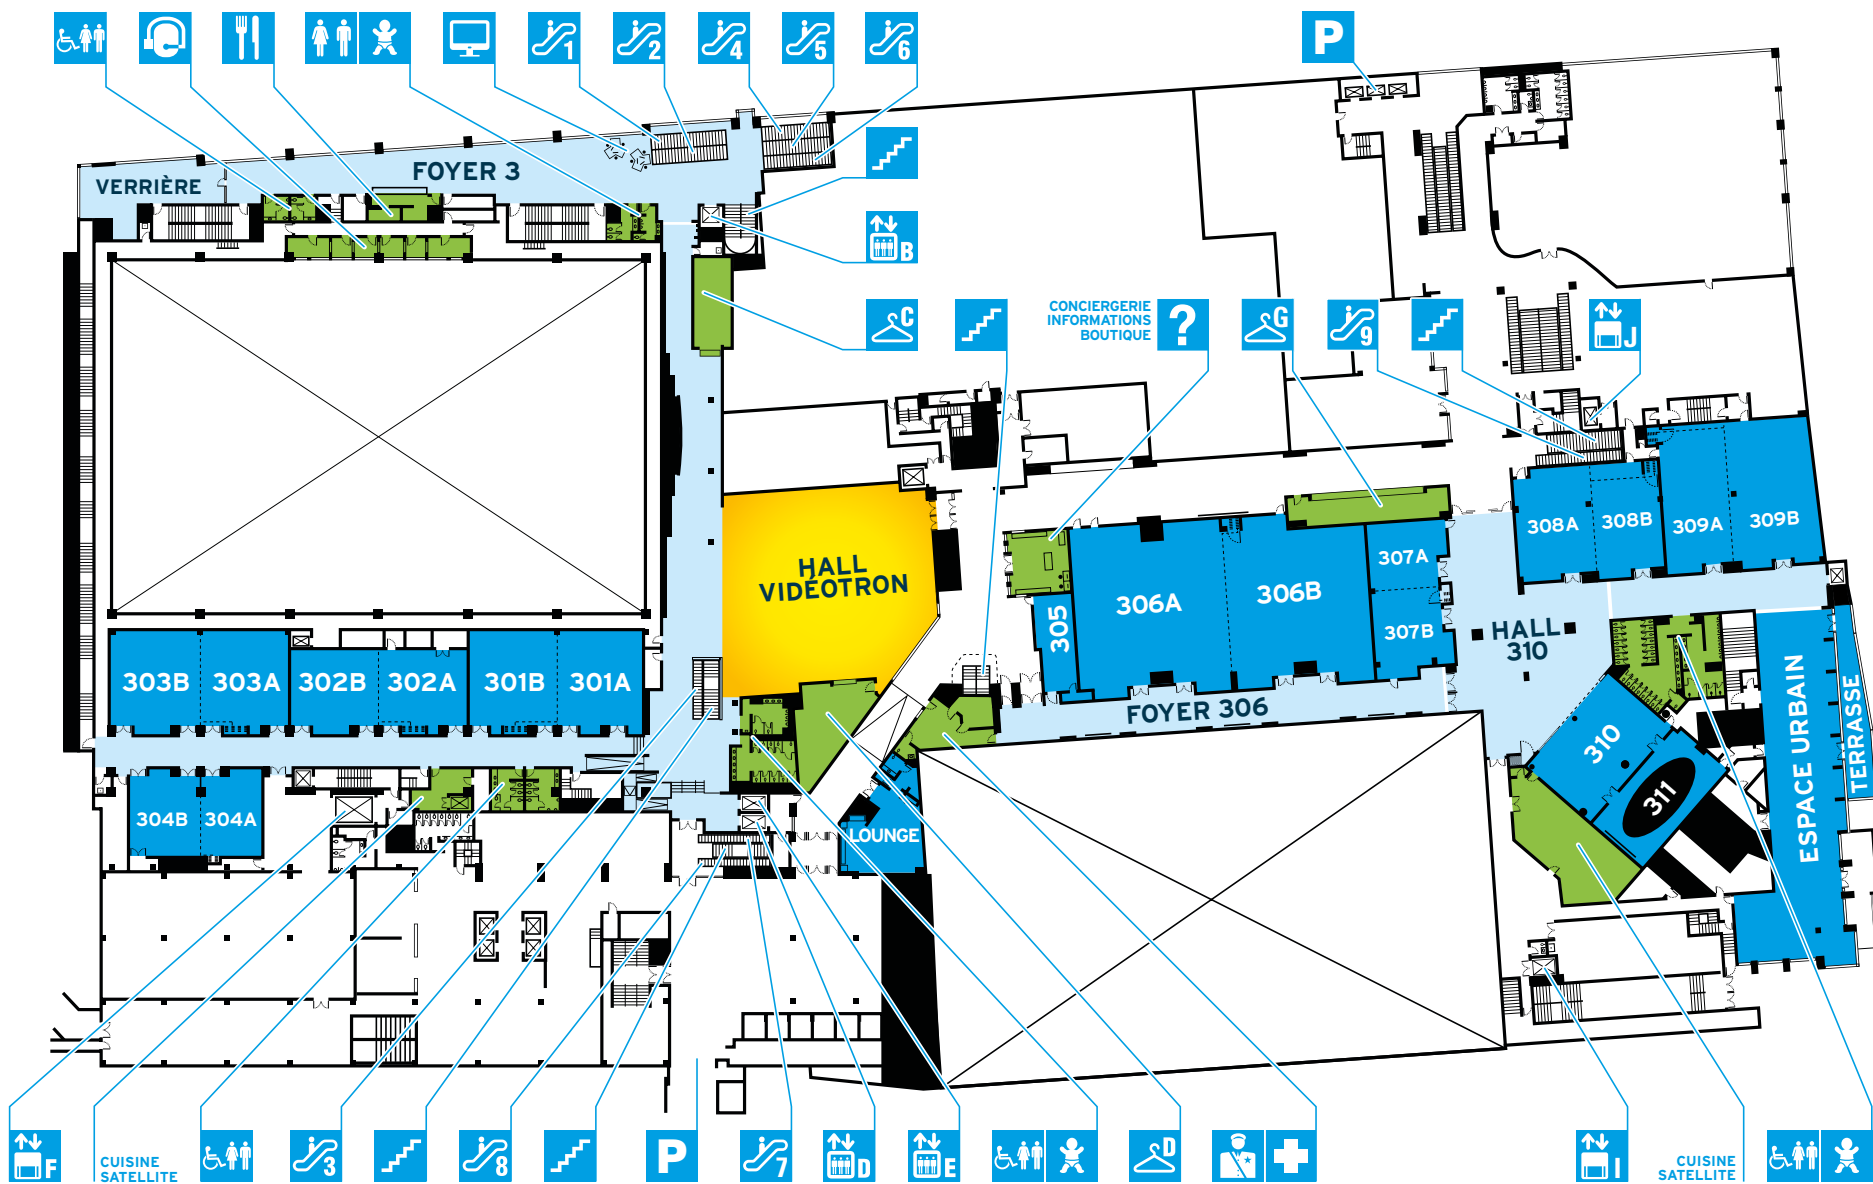 1
2
4
5
6
P
B
C
CONCIERGERIE
INFORMATIONS
BOUTIQUE
?
G
9
J
FOYER 3
VERRIÈRE
HALL
VIDÉOTRON
308A
308B
309A
309B
307A
306A
306B
305
307B
HALL
310
303B
303A
302B
302A
301B
301A
FOYER 306
310
311
ESPACE URBAIN
TERRASSE
304B
304A
LOUNGE
F
CUISINE
SATELLITE
3
8
P
7
D
E
D
I
CUISINE
SATELLITE